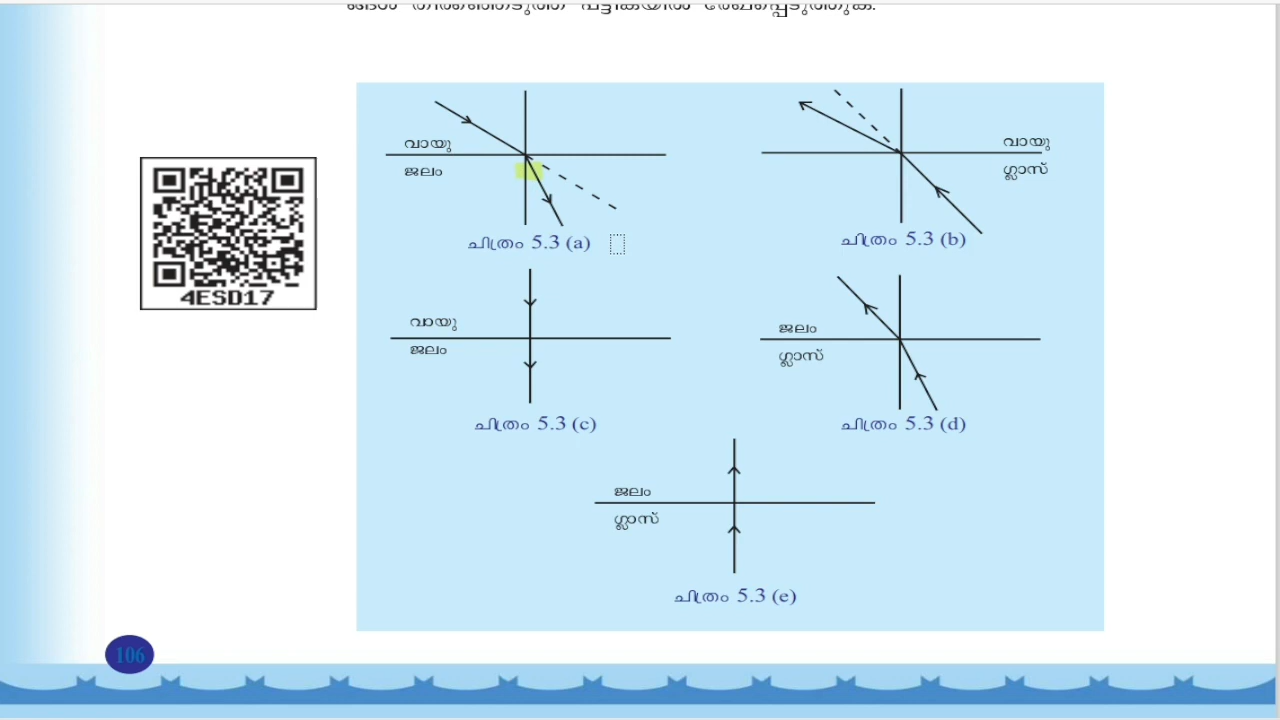 വായു
ജലം
ചിത്രം 5.3 (a)
വായു
ഗ്ലാസ്
ചിത്രം 5.3 (b)
4ESD17
വായു
ജലം
ചിത്രം 5.3 (c)
ജലം
ഗ്ലാസ്
ചിത്രം 5.3 (d)
ജലം
ഗ്ലാസ്
ചിത്രം 5.3 (e)
106